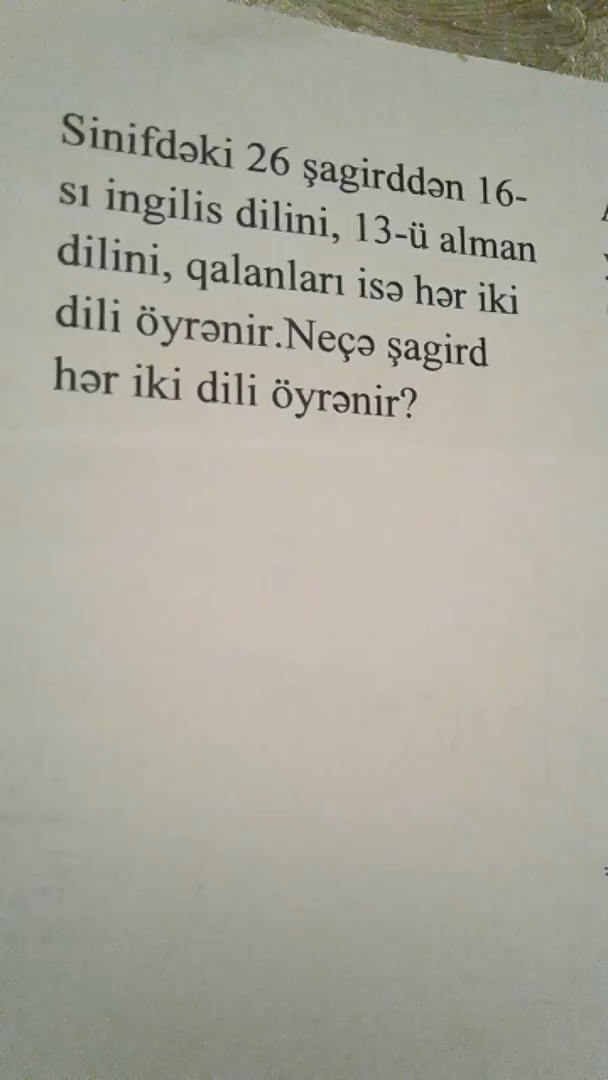 Sinifdəki 26 şagirddən 16-
sı ingilis dilini, 13-ü alman
dilini, qalanları isə hər iki
dili öyrənir.Neçə şagird
hər iki dili öyrənir?